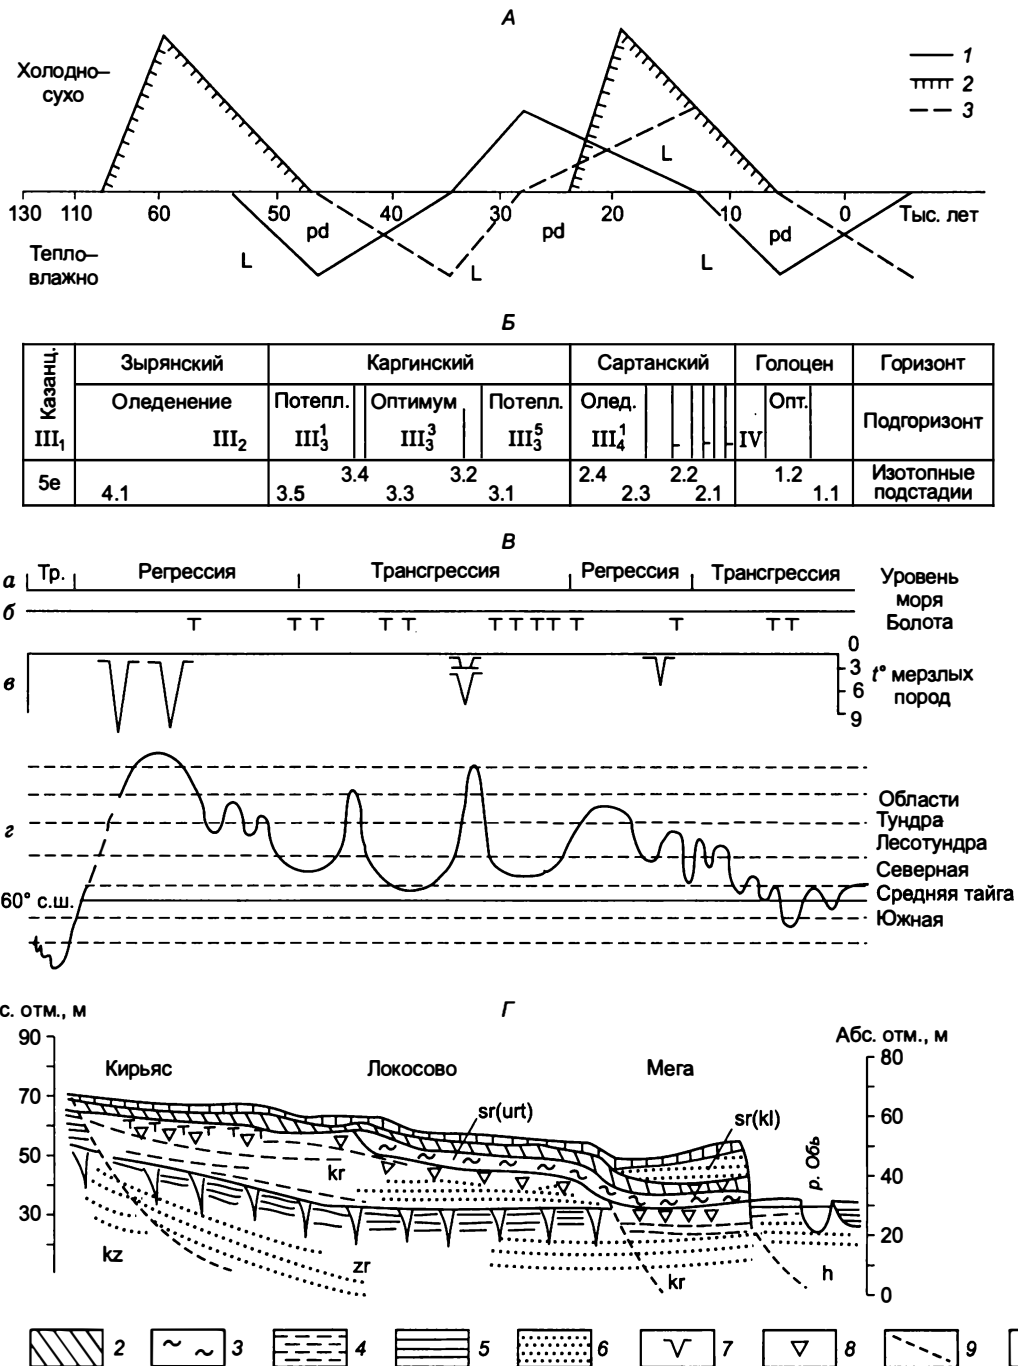 А
Холодно–
сухо
1
2
3
L
130 110 60 50 40 30 20 10 0 Тыс. лет
pd pd pd
Тепло–
влажно
L L L
Б
Казанц. Зырянский Каргинский Сартанский Голоцен Горизонт
Оледенение Потепл. Оптимум Потепл. Олед. Опт. Подгоризонт
III₁ III₂ III₃¹ III₃³ III₃⁵ III₄¹ IV
5е 4.1 3.5 3.4 3.3 3.2 3.1 2.4 2.3 2.2 2.1 1.2 1.1 Изотопные
подстадии
В
а Тр. Регрессия Трансгрессия Регрессия Трансгрессия Уровень
моря
б Т Т Т Т Т Т Т Т Т Т Т Т Т Болота
0
в 3 t° мерзлых
6 пород
9
Области
г Тундра
Лесотундра
Северная
60° с.ш. Средняя тайга
Южная
с. отм., м Г Абс. отм., м
90 80
Кирьяс Локосово Мега
70 60
sr(urt) sr(kl)
50 40
kr р. Обь
30 20
kz zr kr h
0
2 3 4 5 6 7 8 9